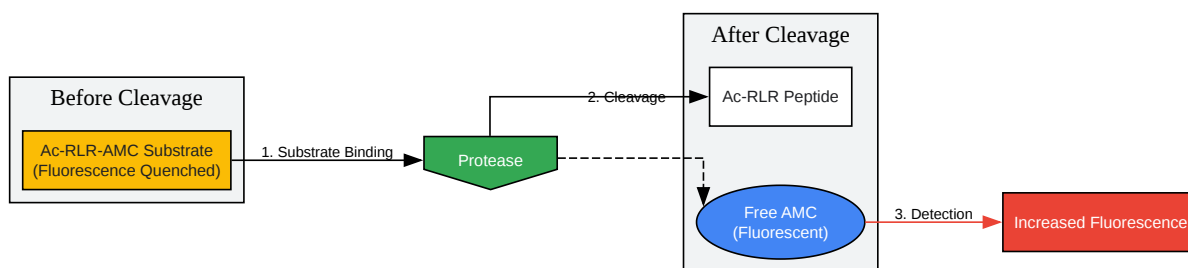 Before Cleavage
Ac-RLR-AMC Substrate
(Fluorescence Quenched)
1. Substrate Binding
Protease
2. Cleavage
After Cleavage
Ac-RLR Peptide
Free AMC
(Fluorescent)
3. Detection
Increased Fluorescence